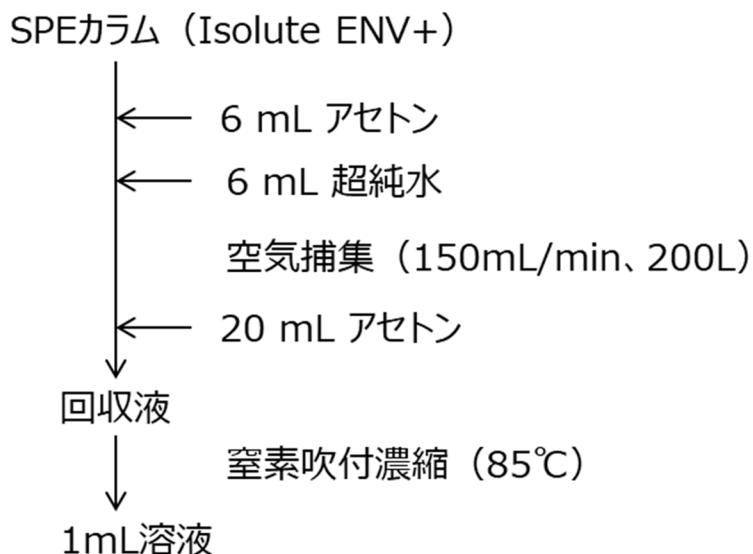 SPEカラム（Isolute ENV+）
6 mL アセトン
6 mL 超純水
空気捕集（150mL/min、200L）
20 mL アセトン
回収液
窒素吹付濃縮（85℃）
1mL溶液